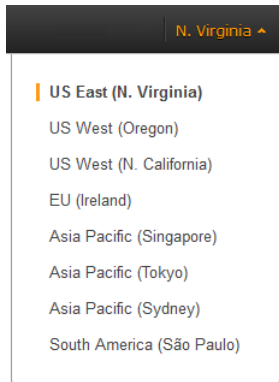 N. Virginia
US East (N. Virginia)
US West (Oregon)
US West (N. California)
EU (Ireland)
Asia Pacific (Singapore)
Asia Pacific (Tokyo)
Asia Pacific (Sydney)
South America (São Paulo)